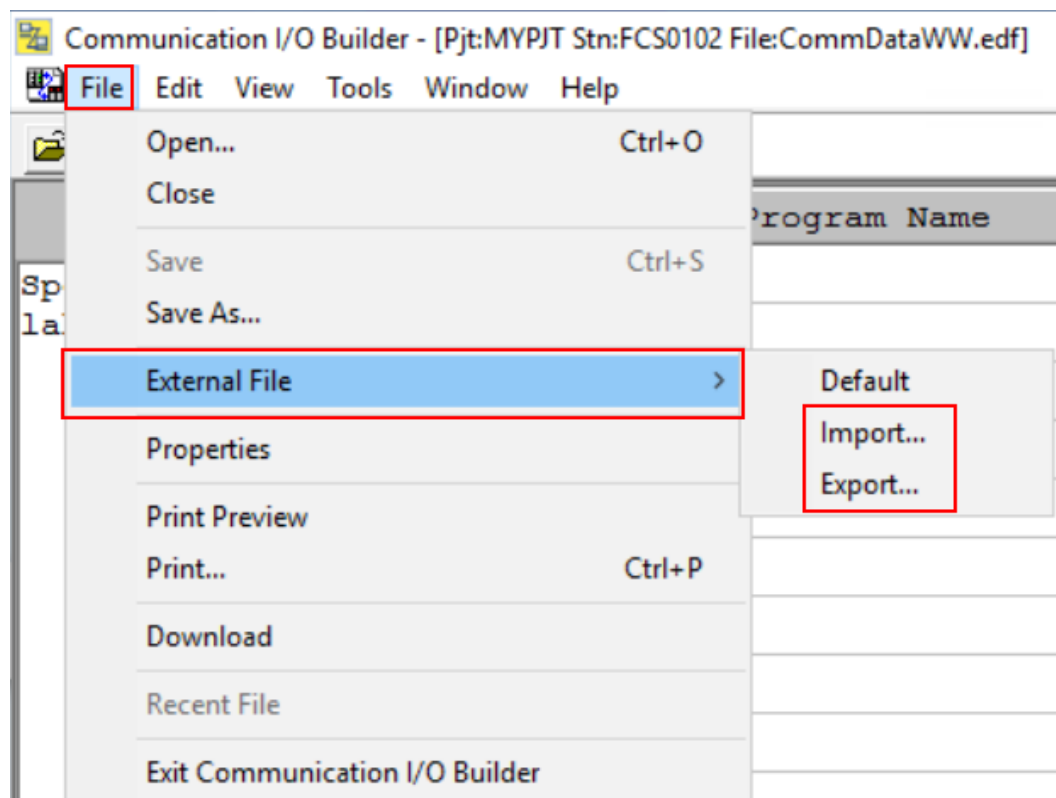 Communication I/O Builder - [Pjt:MYPJT Stn:FCS0102 File:CommDataWW.edf]
File Edit View Tools Window Help
Open... Ctrl+O
Close
Program Name
Save Ctrl+S
Sp
Save As...
la
External File > Default
Import...
Properties
Export...
Print Preview
Print... Ctrl+P
Download
Recent File
Exit Communication I/O Builder